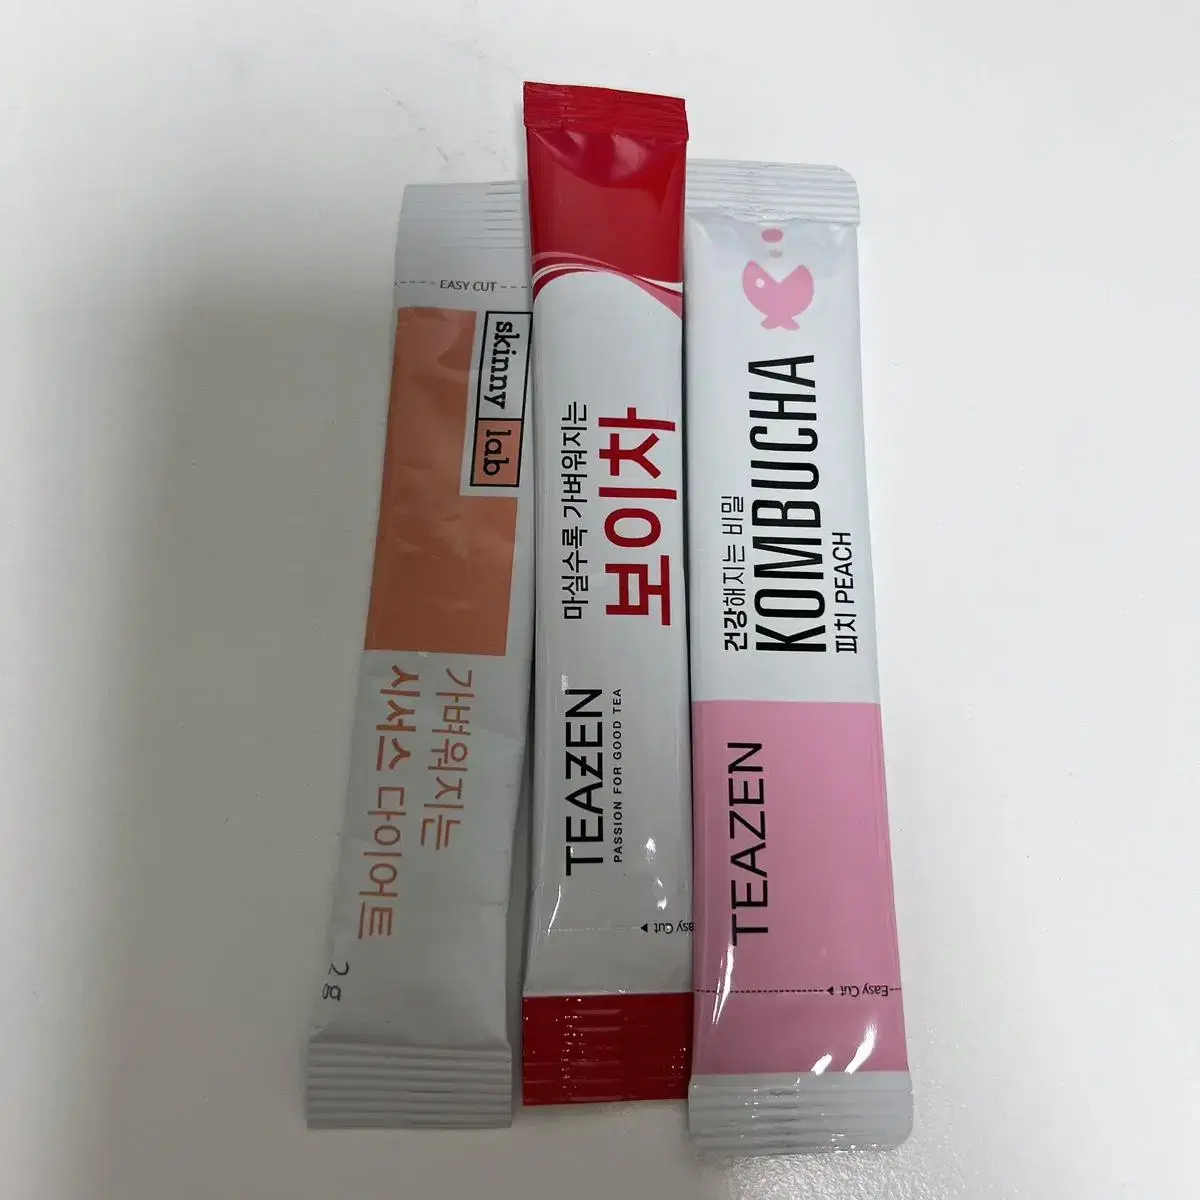 EASY CUT
skinny
lab
가벼워지는
시서스 다이어트
2g
마실수록 가벼워지는
보이차
TEAZEN
PASSION FOR GOOD TEA
Easy Cut
건강해지는 비밀
KOMBUCHA
피치 PEACH
TEAZEN
Easy Cut